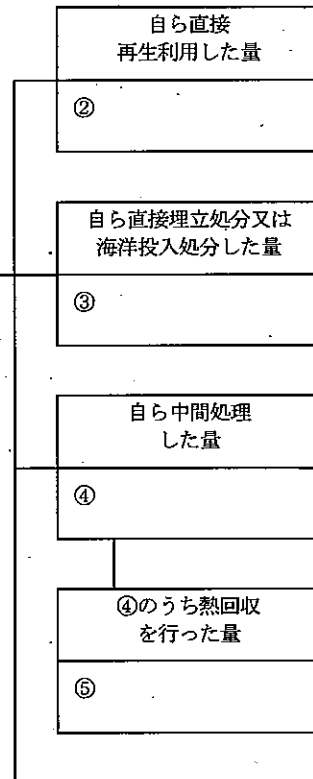 自ら直接
再生利用した量
②
自ら直接埋立処分又は
海洋投入処分した量
③
自ら中間処理
した量
④
④のうち熱回収
を行った量
⑤